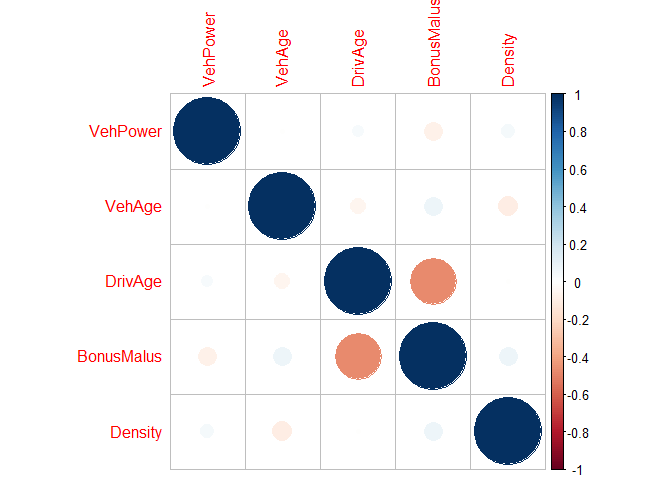 VehPower
VehAge
DrivAge
BonusMalus
Density
VehPower
VehAge
DrivAge
BonusMalus
Density
1
0.8
0.6
0.4
0.2
0
-0.2
-0.4
-0.6
-0.8
-1